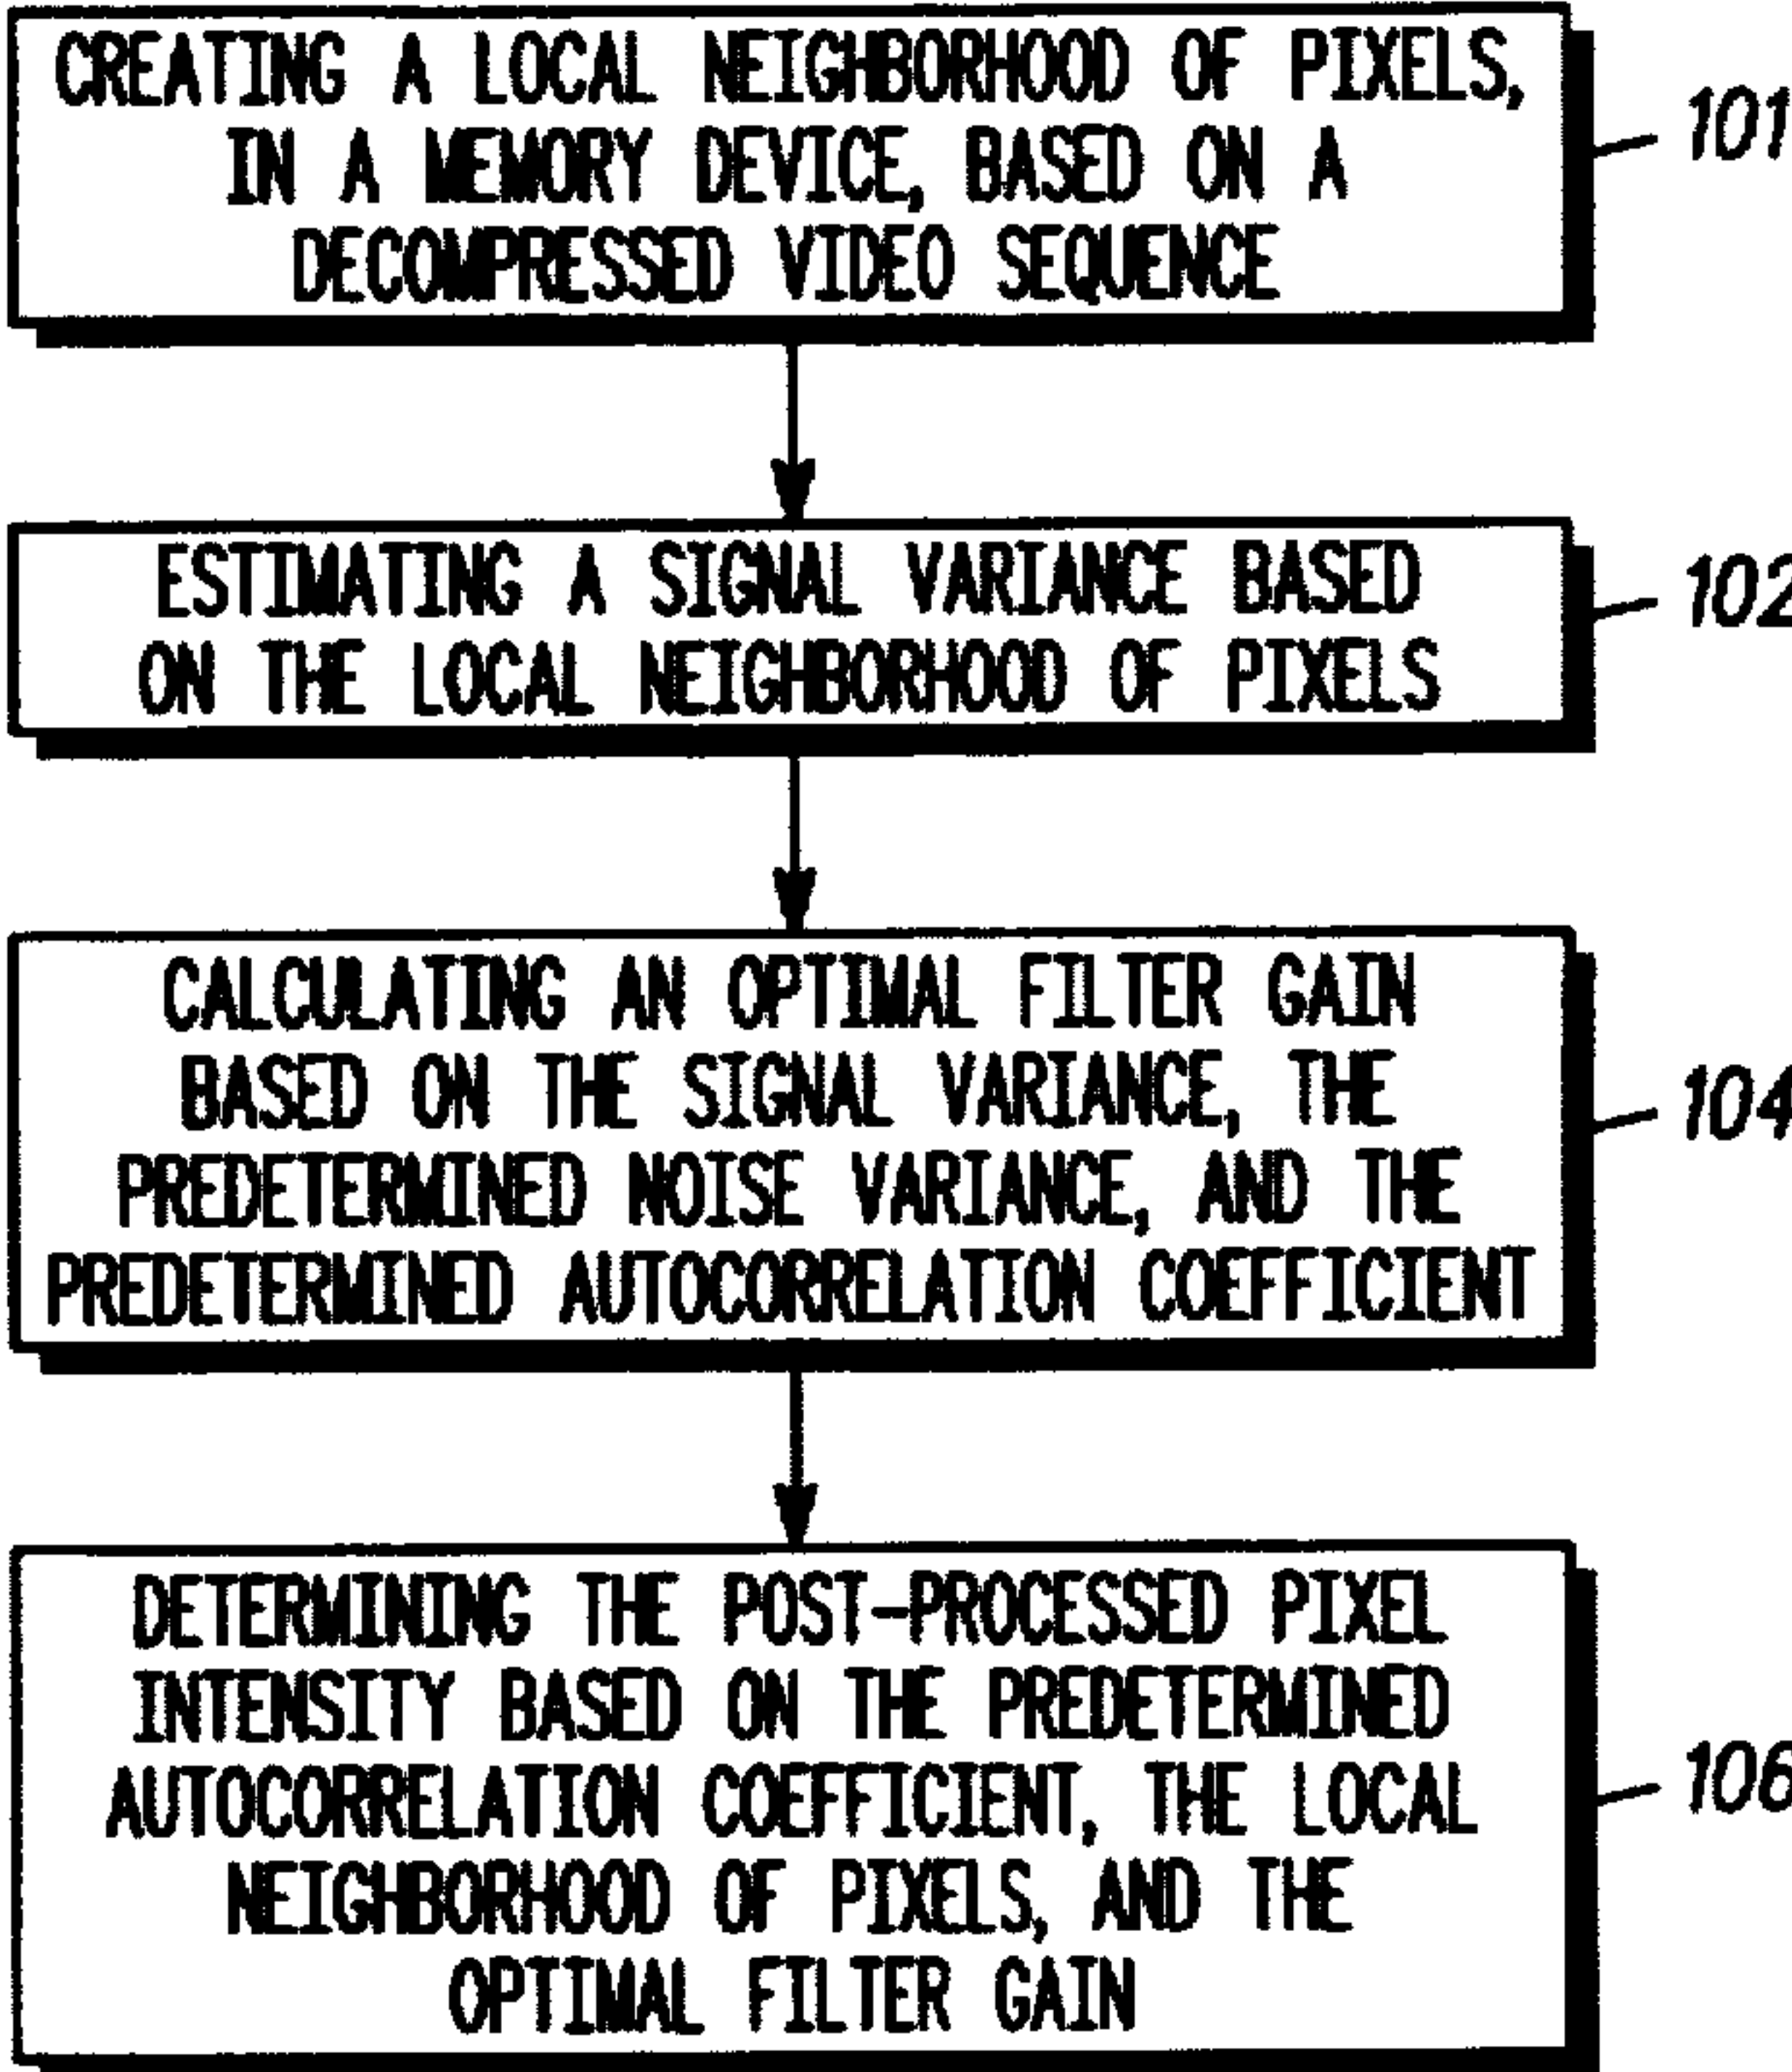 CREATING A LOCAL NEIGHBORHOOD OF PIXELS,
IN A MEMORY DEVICE, BASED ON A
DECOMPRESSED VIDEO SEQUENCE
101
ESTIMATING A SIGNAL VARIANCE BASED
ON THE LOCAL NEIGHBORHOOD OF PIXELS
102
CALCULATING AN OPTIMAL FILTER GAIN
BASED ON THE SIGNAL VARIANCE, THE
PREDETERMINED NOISE VARIANCE, AND THE
PREDETERMINED AUTOCORRELATION COEFFICIENT
104
DETERMINING THE POST-PROCESSED PIXEL
INTENSITY BASED ON THE PREDETERMINED
AUTOCORRELATION COEFFICIENT, THE LOCAL
NEIGHBORHOOD OF PIXELS, AND THE
OPTIMAL FILTER GAIN
106